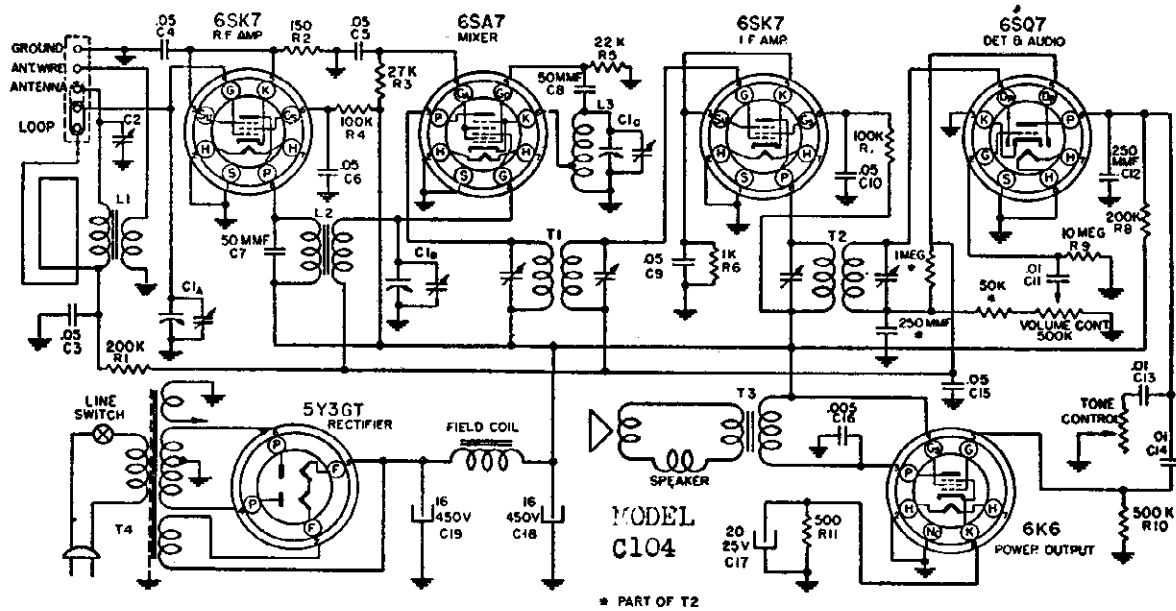 GROUND
ANT.WIRE
ANTENNA
LOOP
C2
L1
.05
C3
200K
R1
.05
C4
6SK7
R.F AMP.
150
R2
.05
C5
27K
R3
100K
R4
.05
C6
G
K
H
H
S
P
50 MMF
C7
L2
C1A
C1B
6SA7
MIXER
P
K
H
H
S
G
50MMF
C8
22 K
R5
L3
C1C
T1
6SK7
I.F AMP.
G
K
H
H
S
P
.05
C9
1K
R6
.05
C10
100K
T2
1MEG
*
250 MMF
*
50K
*
6SQ7
DET & AUDIO
K
P
G
H
S
H
250
MMF
C12
200K
R8
10 MEG
R9
.01
C11
VOLUME CONT.
500K
.05
C15
LINE
SWITCH
T4
5Y3GT
RECTIFIER
P
F
P
F
FIELD COIL
16
450V
C19
16
450V
C18
SPEAKER
T3
.005
C16
MODEL
C104
20
25V
C17
500
R11
G
P
H
H
K
6K6
POWER OUTPUT
TONE
CONTROL
.01
C13
.01
C14
500K
R10
* PART OF T2